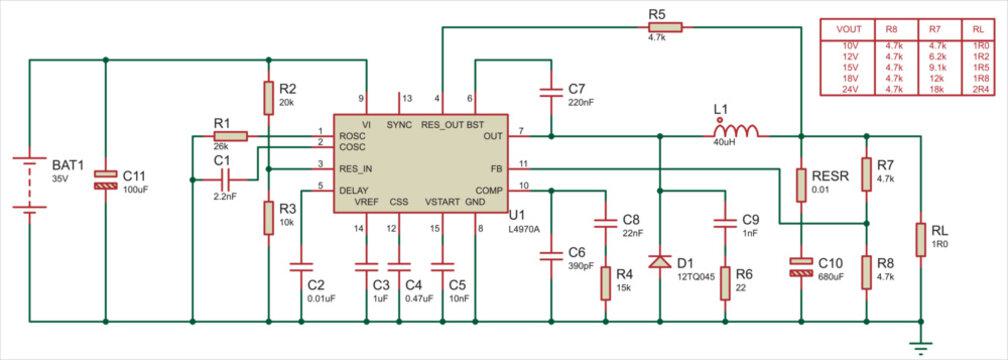 R5
4.7k
VOUT R8 R7 RL
10V 4.7k 4.7k 1R0
12V 4.7k 6.2k 1R2
15V 4.7k 9.1k 1R5
18V 4.7k 12k 1R8
24V 4.7k 18k 2R4
R2
20k
9
13
4
6
C7
220nF
VI
SYNC
RES_OUT
BST
R1
26k
1
ROSC
2
COSC
C1
2.2nF
3
RES_IN
5
DELAY
OUT
7
FB
11
COMP
10
VREF
CSS
VSTART
GND
14
12
15
8
U1
L4970A
L1
40uH
BAT1
35V
C11
100uF
R3
10k
C2
0.01uF
C3
1uF
C4
0.47uF
C5
10nF
C6
390pF
C8
22nF
R4
15k
D1
12TQ045
C9
1nF
R6
22
RESR
0.01
C10
680uF
R7
4.7k
R8
4.7k
RL
1R0